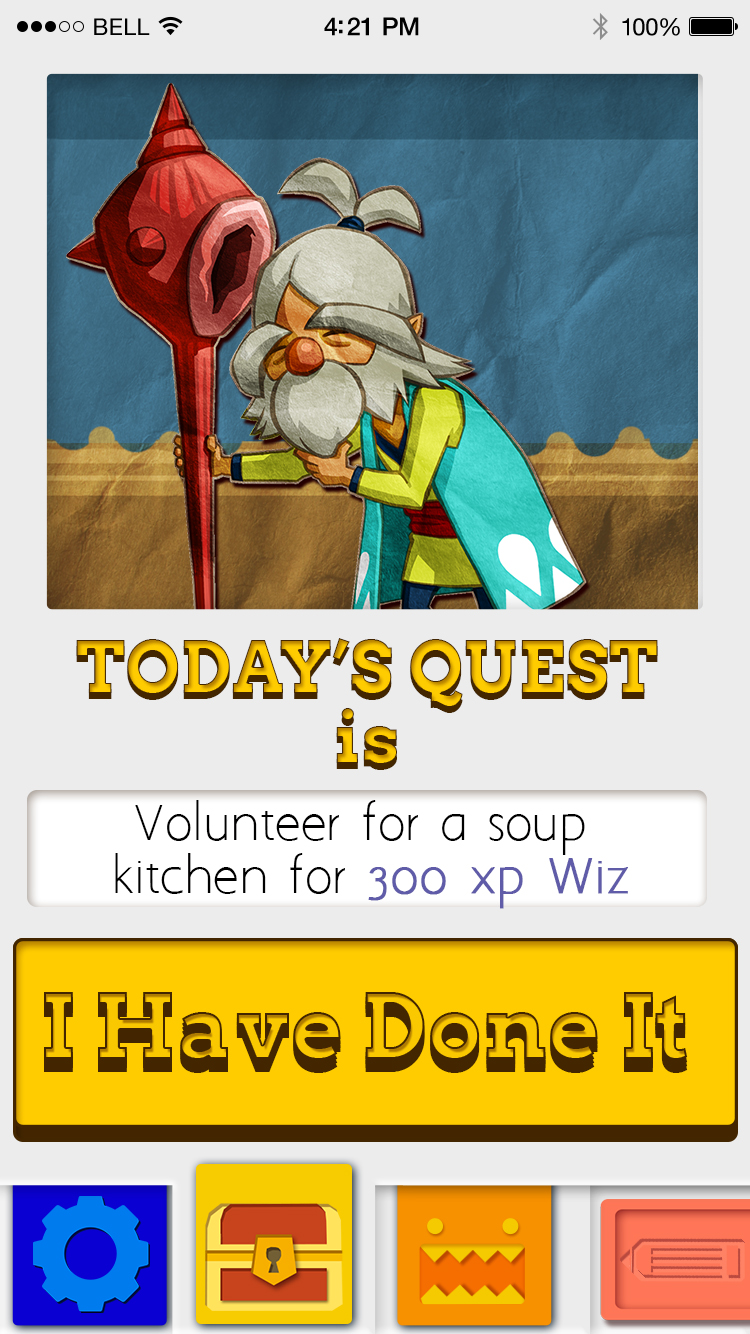 BELL 4:21 PM 100%
TODAY'S QUEST
is
Volunteer for a soup
kitchen for 300 xp Wiz
I Have Done It